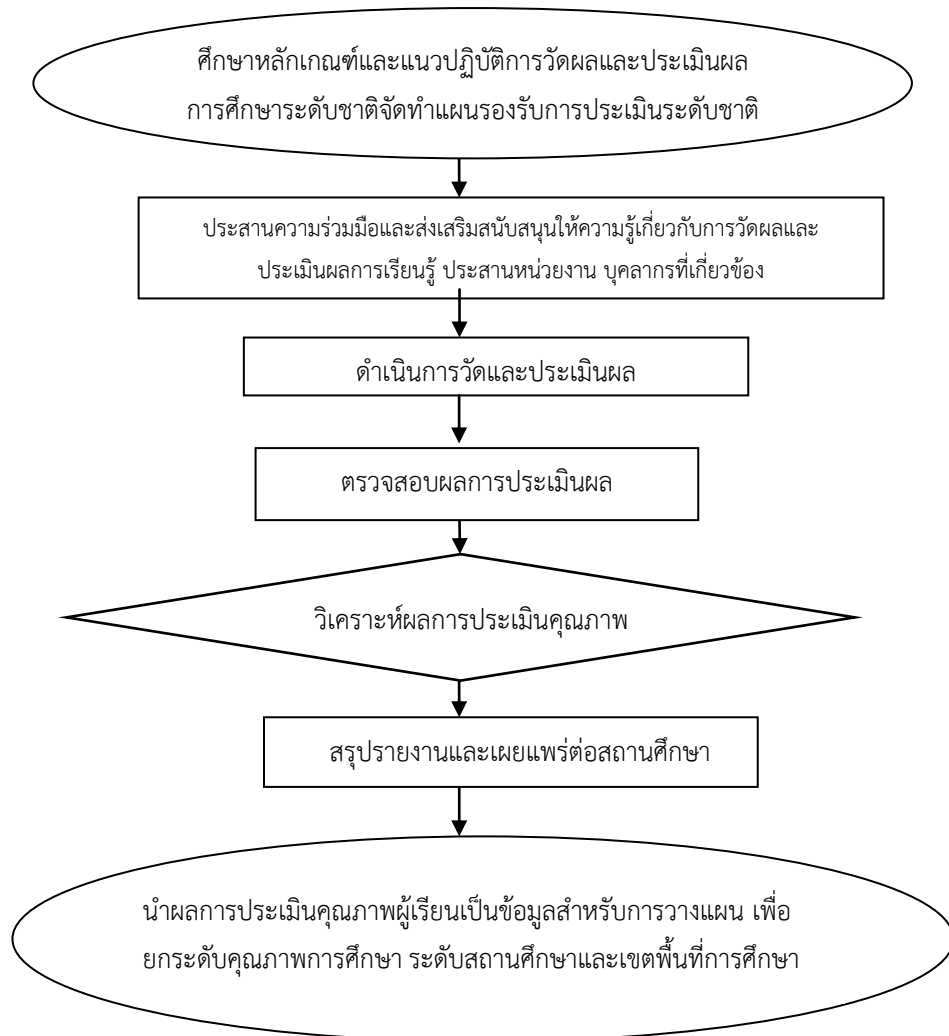 ศึกษาหลักเกณฑ์และแนวปฏิบัติการวัดผลและประเมินผล
การศึกษาระดับชาติจัดทำแผนรองรับการประเมินระดับชาติ
ประสานความร่วมมือและส่งเสริมสนับสนุนให้ความรู้เกี่ยวกับการวัดผลและ
ประเมินผลการเรียนรู้ ประสานหน่วยงาน บุคลากรที่เกี่ยวข้อง
ดำเนินการวัดและประเมินผล
ตรวจสอบผลการประเมินผล
วิเคราะห์ผลการประเมินคุณภาพ
สรุปรายงานและเผยแพร่ต่อสถานศึกษา
นำผลการประเมินคุณภาพผู้เรียนเป็นข้อมูลสำหรับการวางแผน เพื่อ
ยกระดับคุณภาพการศึกษา ระดับสถานศึกษาและเขตพื้นที่การศึกษา